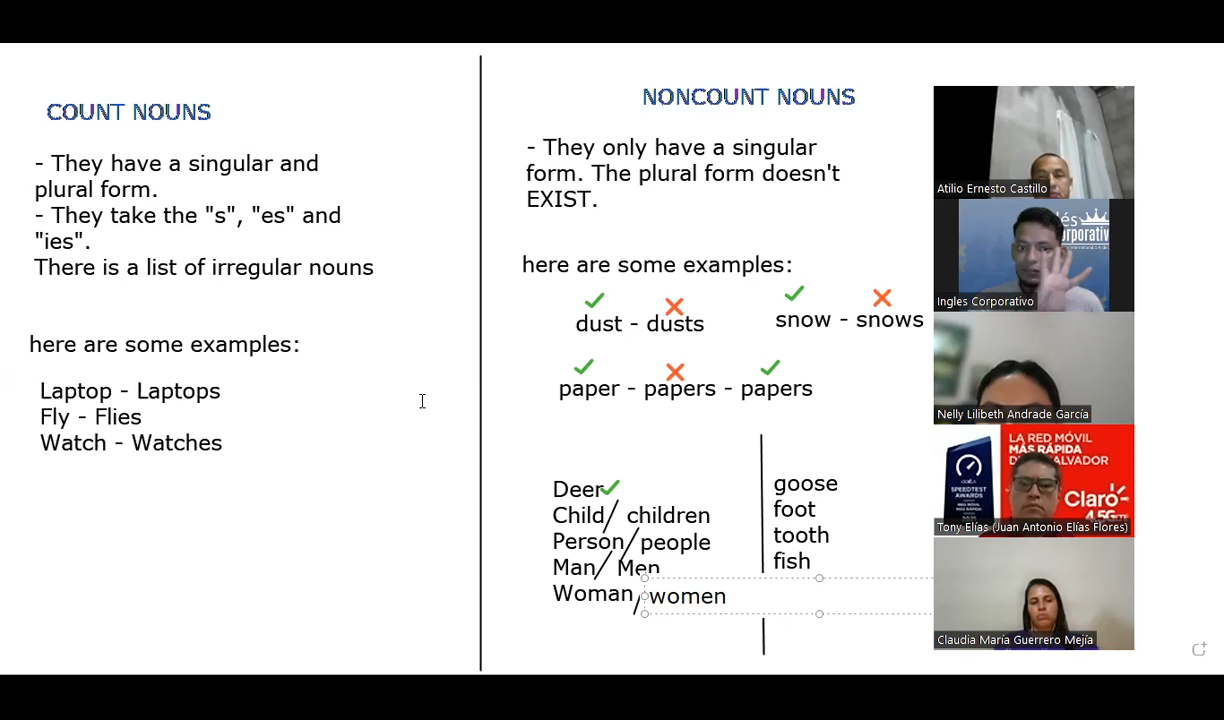 COUNT NOUNS
- They have a singular and
plural form.
- They take the "s", "es" and
"ies".
There is a list of irregular nouns
here are some examples:
Laptop - Laptops
Fly - Flies
Watch - Watches
NONCOUNT NOUNS
- They only have a singular
form. The plural form doesn't
EXIST.
here are some examples:
dust - dusts
snow - snows
paper - papers - papers
Deer
Child/ children
Person/people
Man/ Men
Woman/ women
goose
foot
tooth
fish
Atilio Ernesto Castillo
Ingles Corporativo
Nelly Lilibeth Andrade García
LA RED MÓVIL
MÁS RÁPIDA
SPEEDTEST
AWARDS
Claro
4.5G
Tony Elías (Juan Antonio Elías Flores)
Claudia María Guerrero Mejía